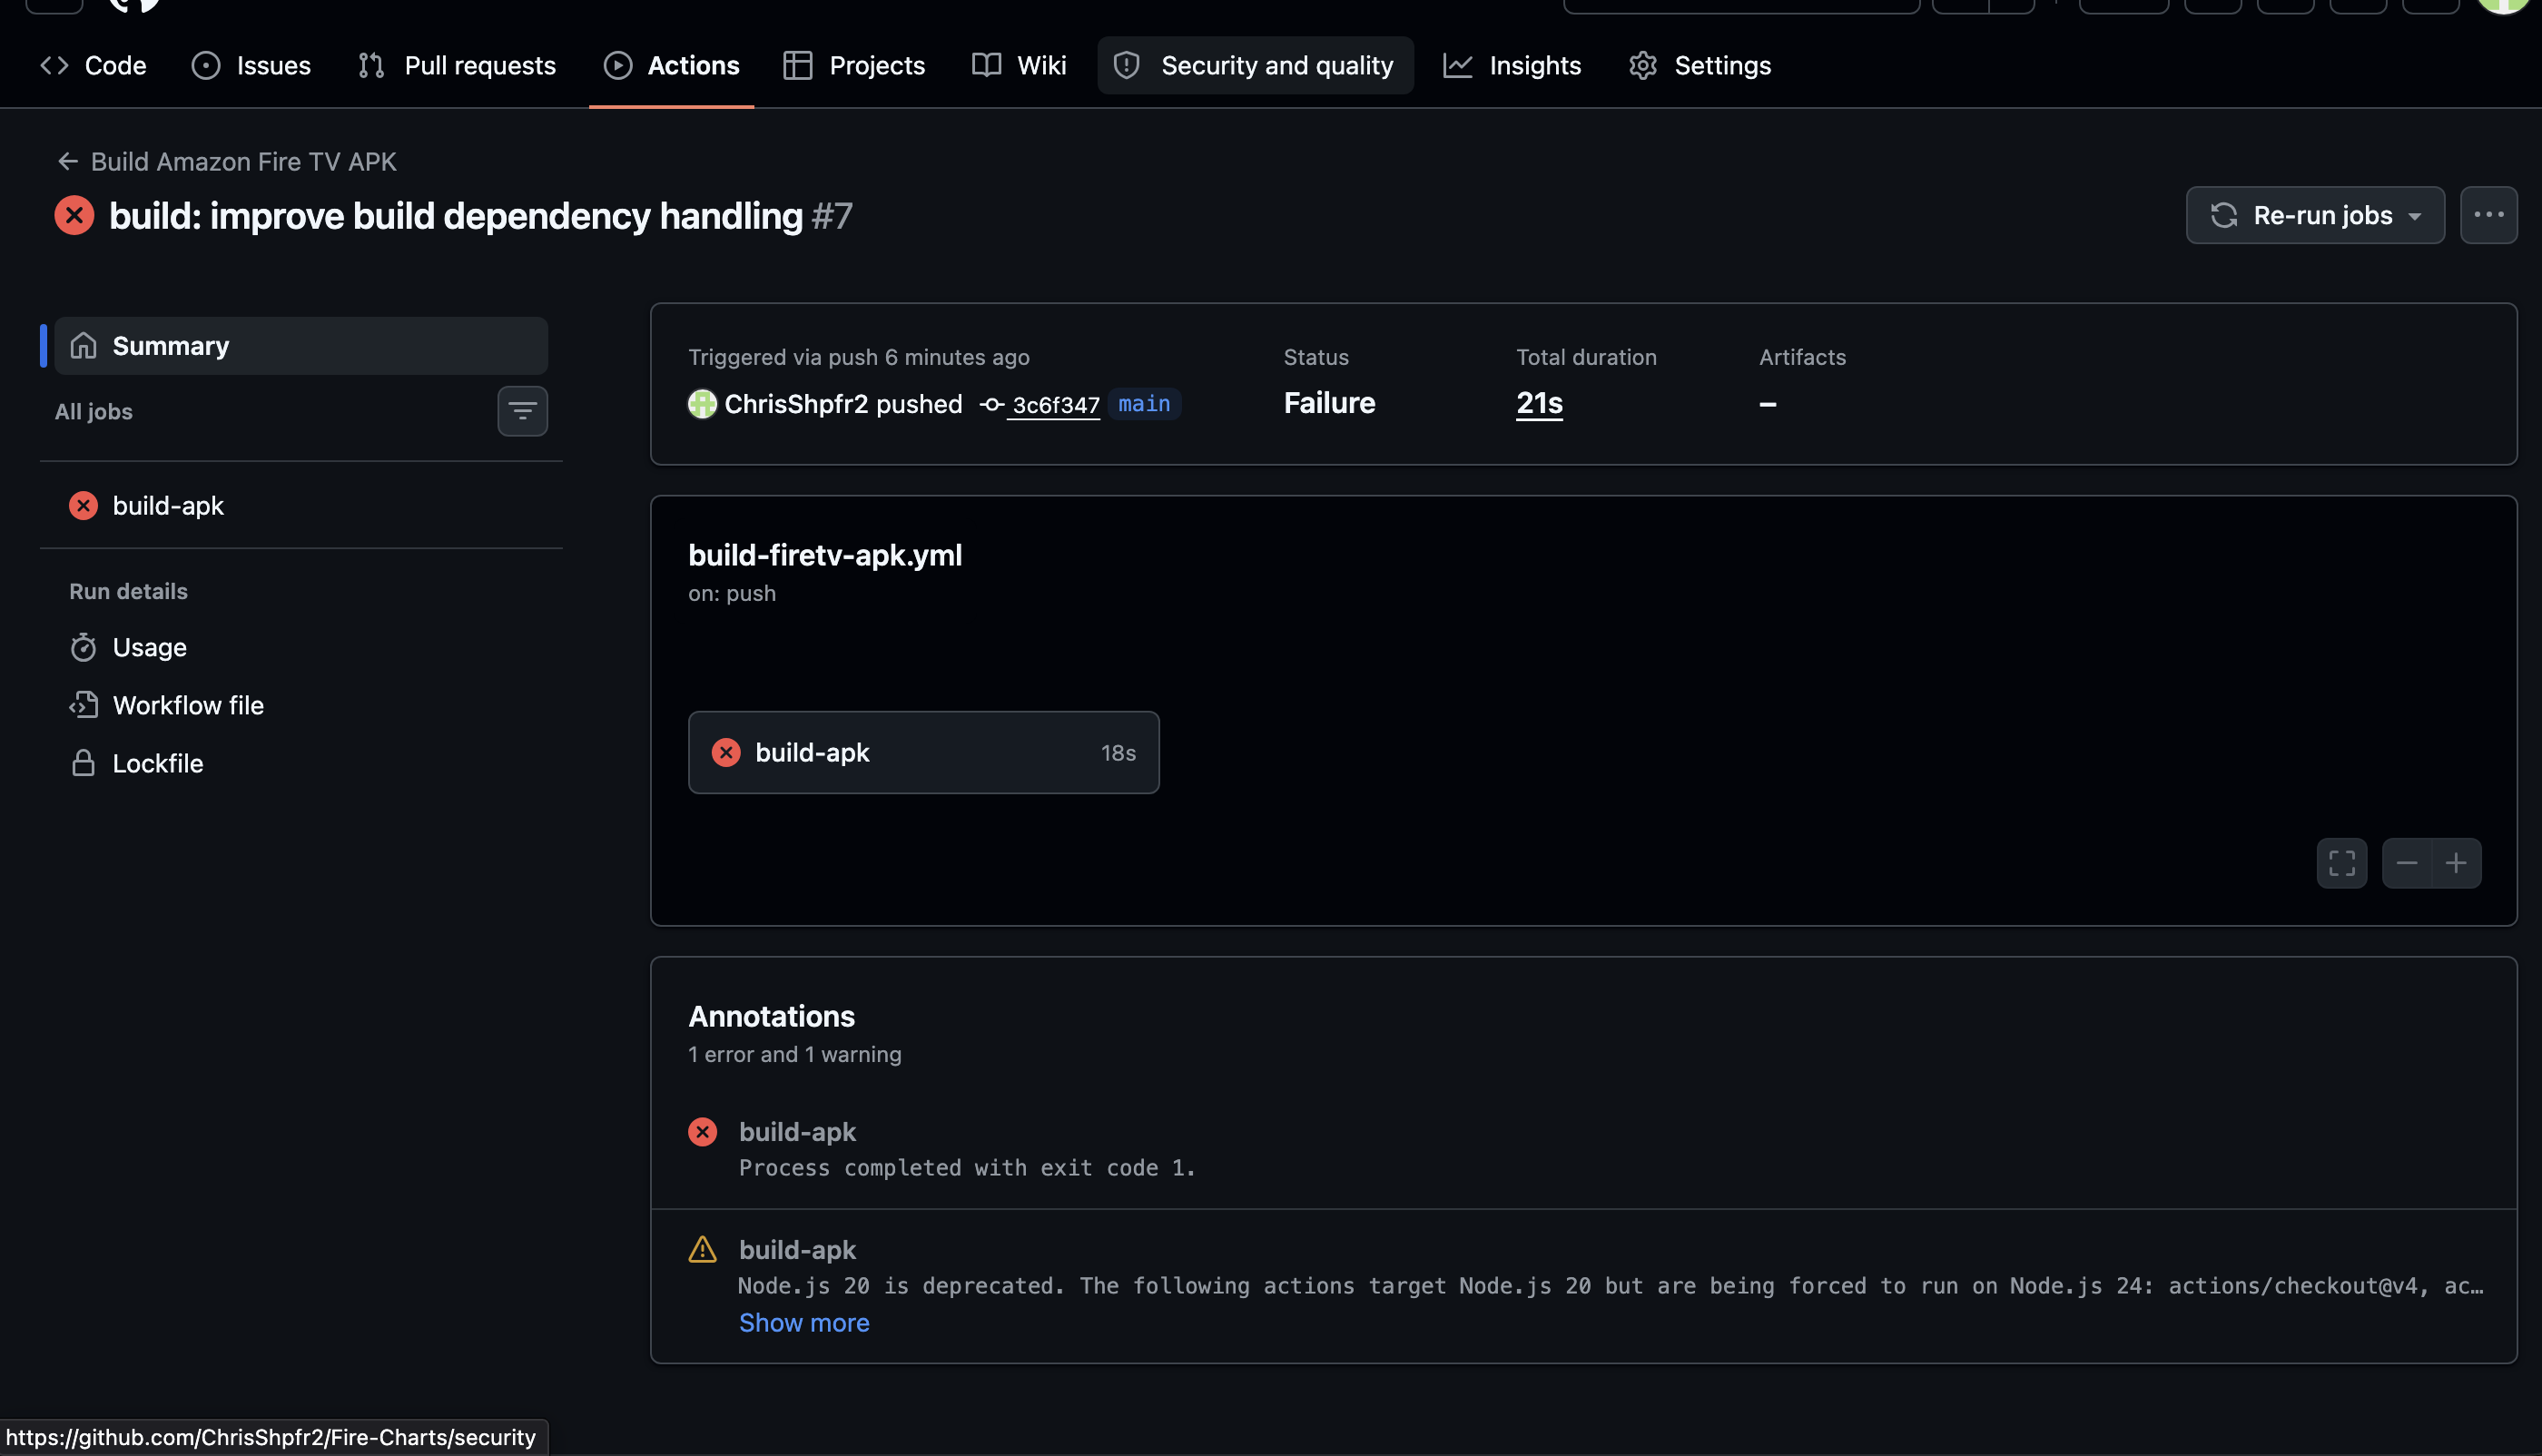 Code Issues Pull requests Actions Projects Wiki Security and quality Insights Settings
Build Amazon Fire TV APK
build: improve build dependency handling #7
Re-run jobs
Summary
All jobs
build-apk
Run details
Usage
Workflow file
Lockfile
Triggered via push 6 minutes ago
ChrisShpfr2 pushed 3c6f347 main
Status
Failure
Total duration
21s
Artifacts
–
build-firetv-apk.yml
on: push
build-apk 18s
Annotations
1 error and 1 warning
build-apk
Process completed with exit code 1.
build-apk
Node.js 20 is deprecated. The following actions target Node.js 20 but are being forced to run on Node.js 24: actions/checkout@v4, ac…
Show more
https://github.com/ChrisShpfr2/Fire-Charts/security